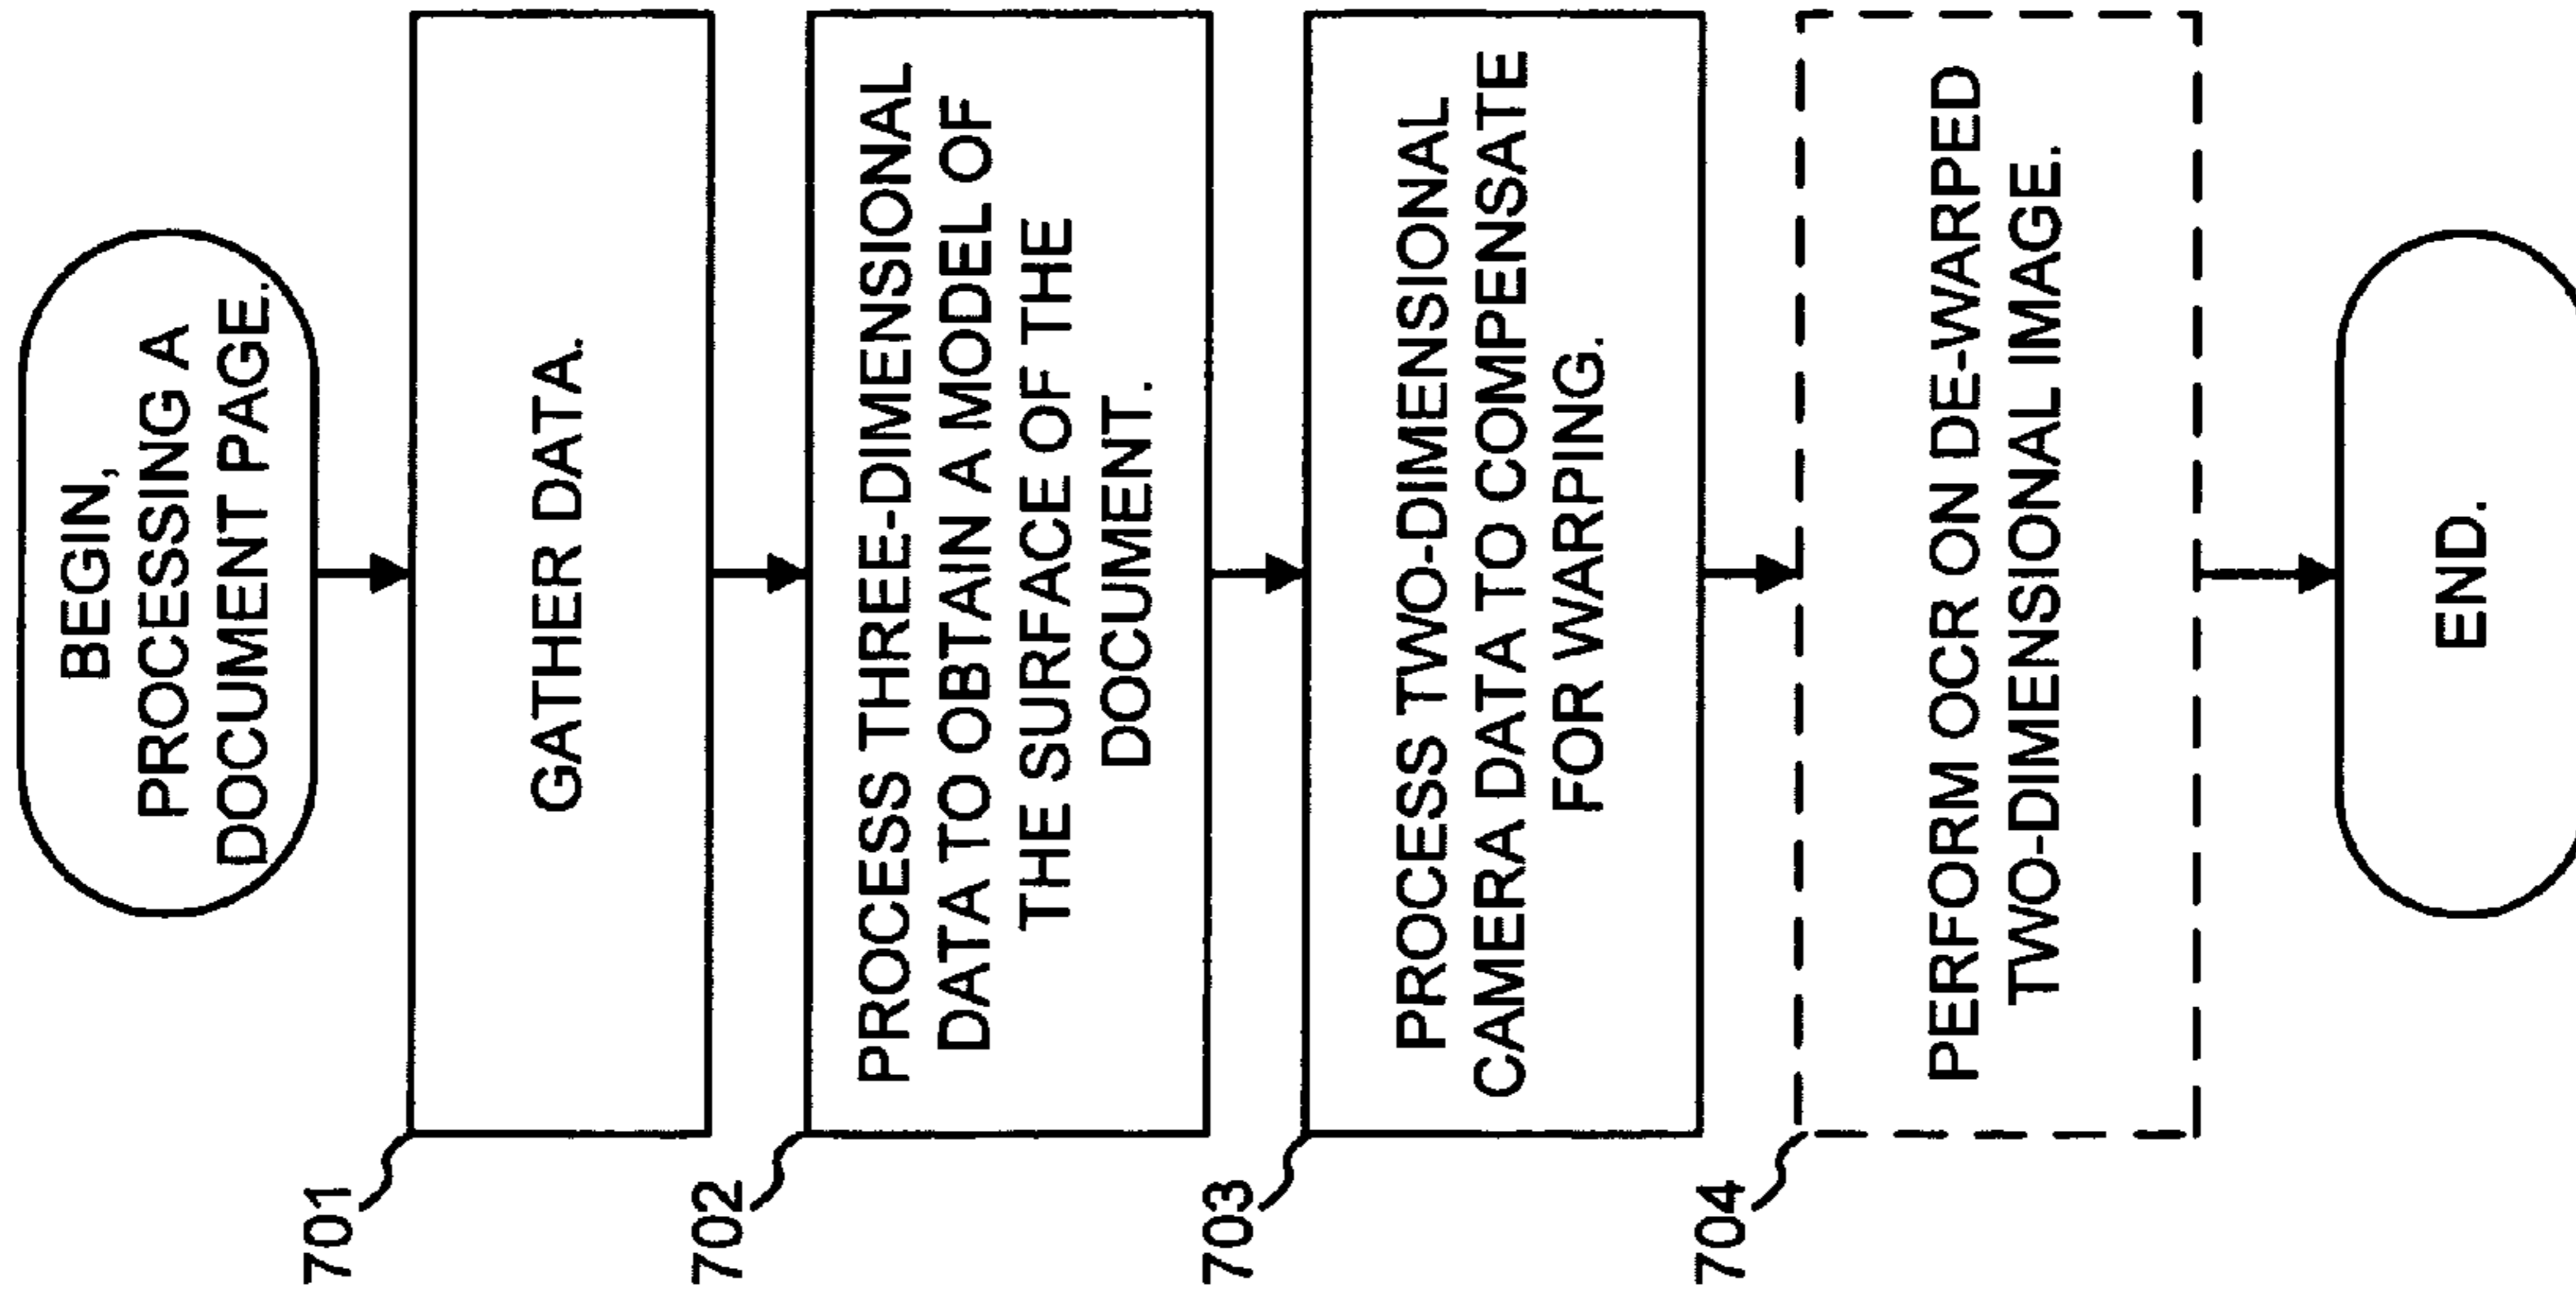 BEGIN,
PROCESSING A
DOCUMENT PAGE.
701
GATHER DATA.
702
PROCESS THREE-DIMENSIONAL
DATA TO OBTAIN A MODEL OF
THE SURFACE OF THE
DOCUMENT.
703
PROCESS TWO-DIMENSIONAL
CAMERA DATA TO COMPENSATE
FOR WARPING.
704
PERFORM OCR ON DE-WARPED
TWO-DIMENSIONAL IMAGE.
END.